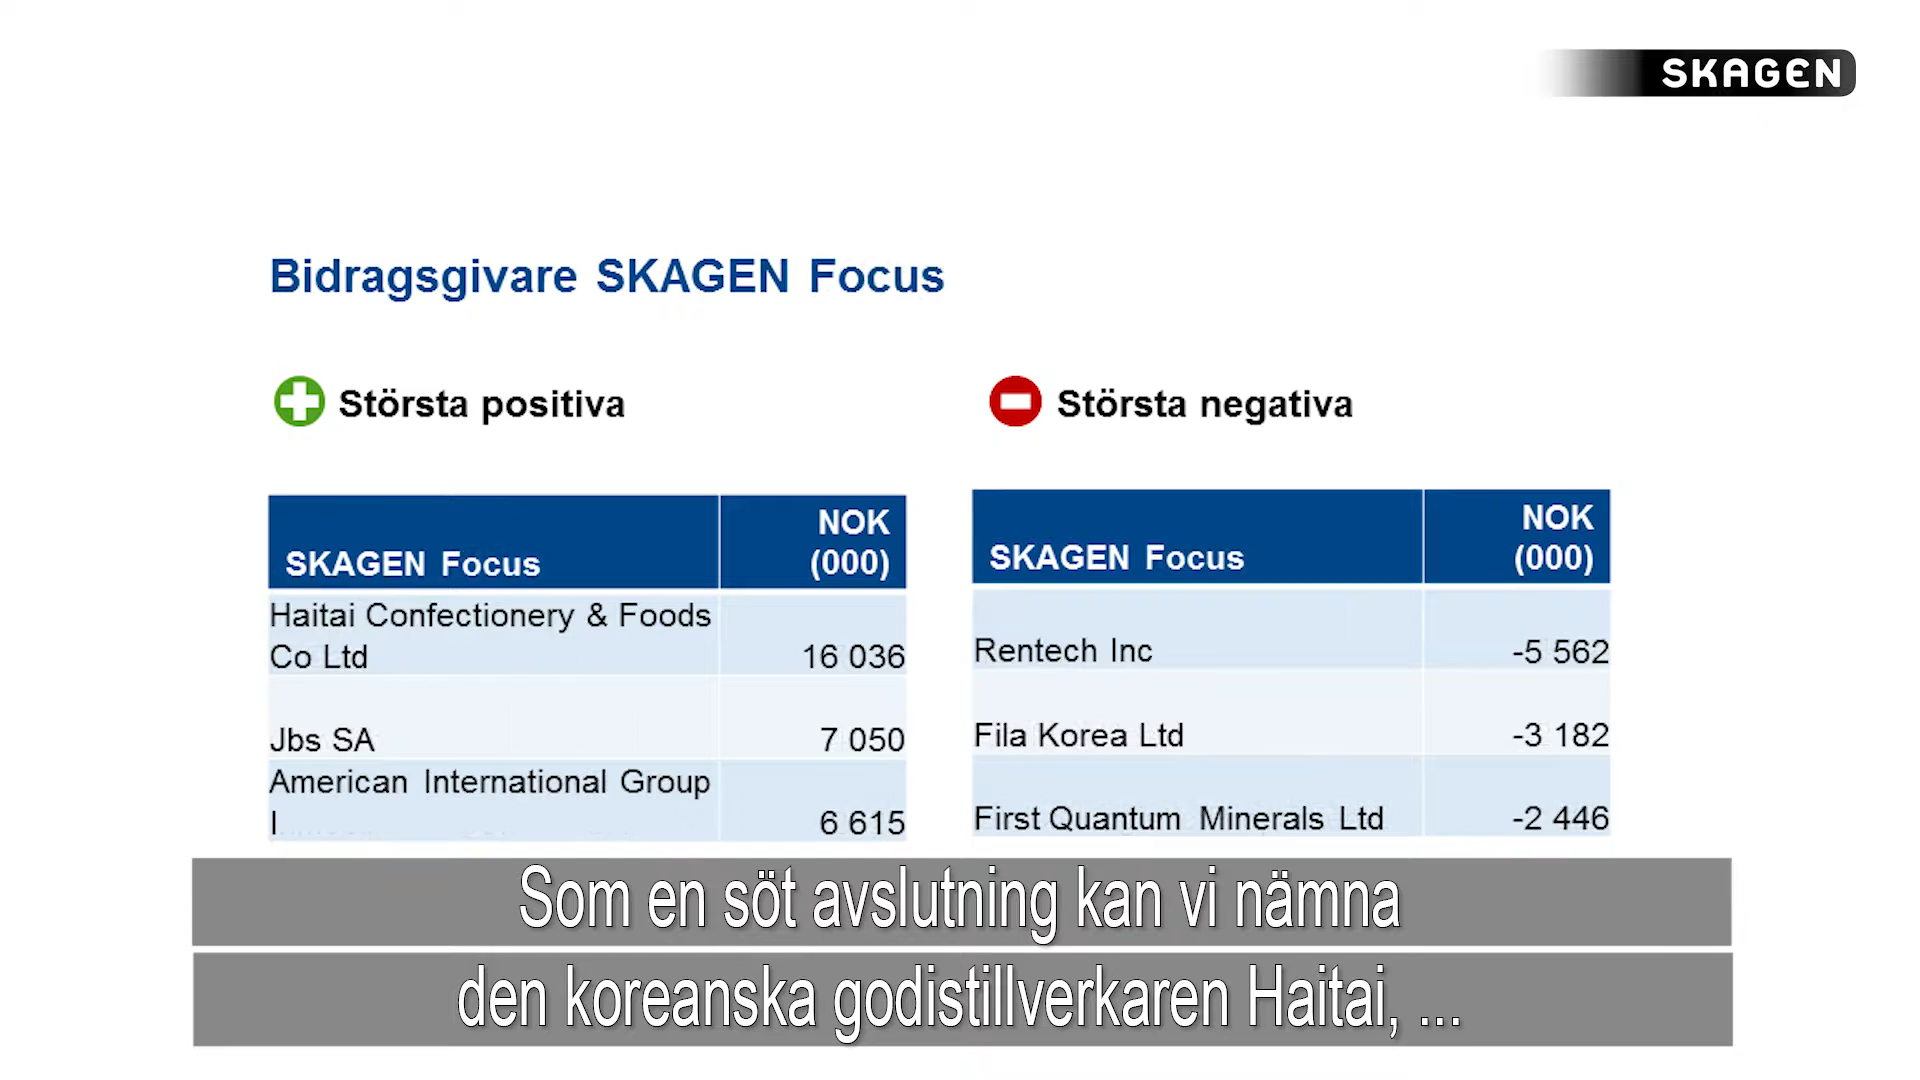 SKAGEN
Bidragsgivare SKAGEN Focus
Största positiva
SKAGEN Focus
NOK
(000)
Haitai Confectionery & Foods
Co Ltd
16 036
Jbs SA
7 050
American International Group
I
6 615
Största negativa
SKAGEN Focus
NOK
(000)
Rentech Inc
-5 562
Fila Korea Ltd
-3 182
First Quantum Minerals Ltd
-2 446
Som en söt avslutning kan vi nämna
den koreanska godistillverkaren Haitai, ...